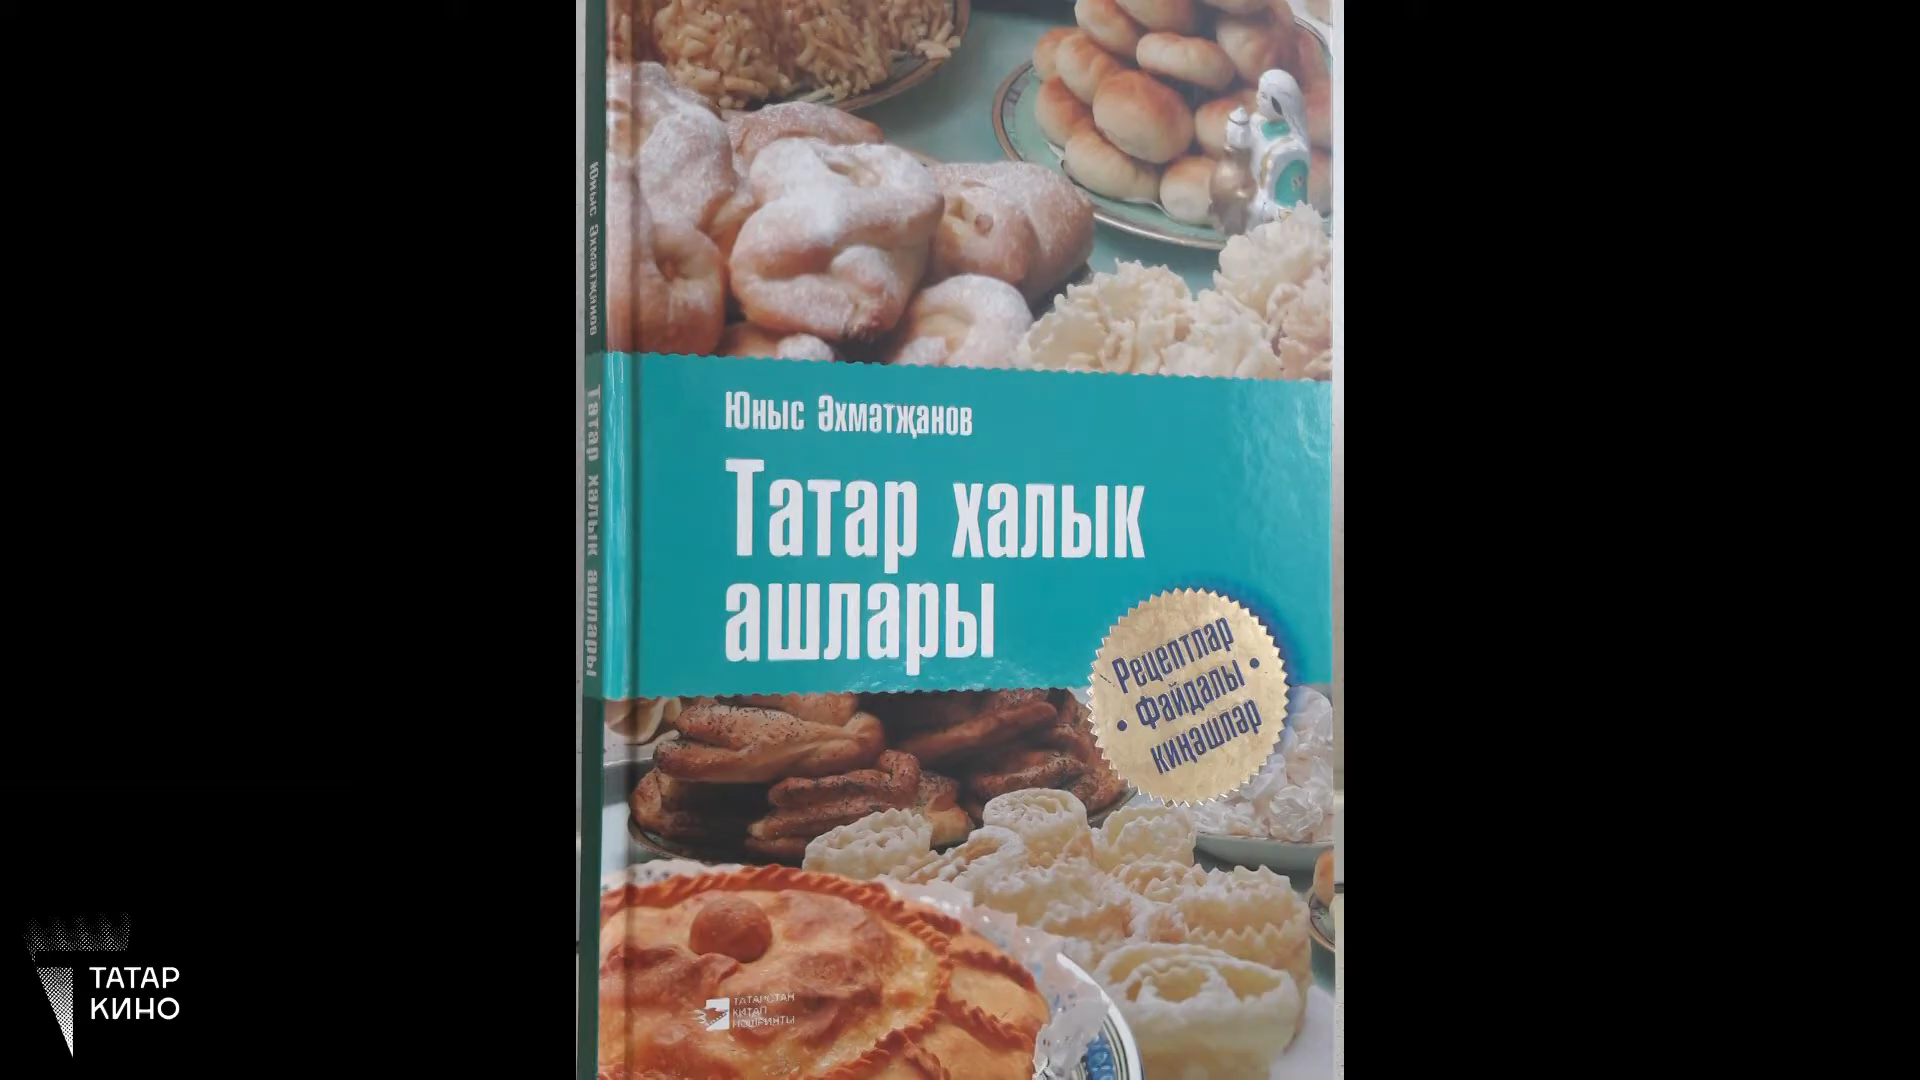 Юныс Әхмәтҗанов
Татар халык
ашлары
Рецептлар
• Файдалы •
киңәшләр
Юныс Әхмәтҗанов
Татар халык ашлары
ТАТАРСТАН
КИТАП
НӘШРИЯТЫ
ТАТАР
КИНО